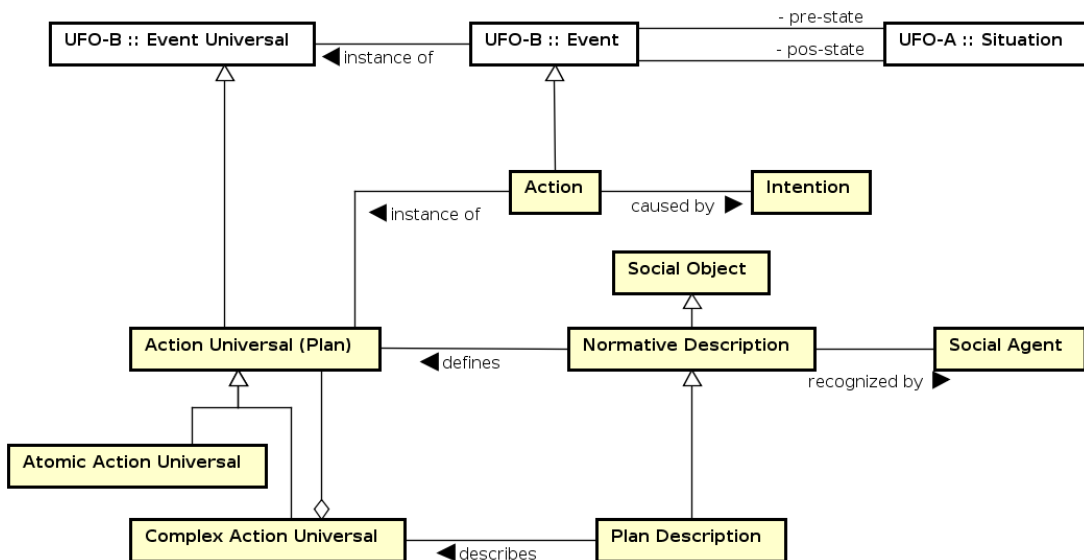 UFO-B :: Event Universal
UFO-B :: Event
UFO-A :: Situation
- pre-state
- pos-state
instance of
Action
Intention
instance of
caused by
Social Object
Action Universal (Plan)
Normative Description
Social Agent
defines
recognized by
Atomic Action Universal
Complex Action Universal
Plan Description
describes